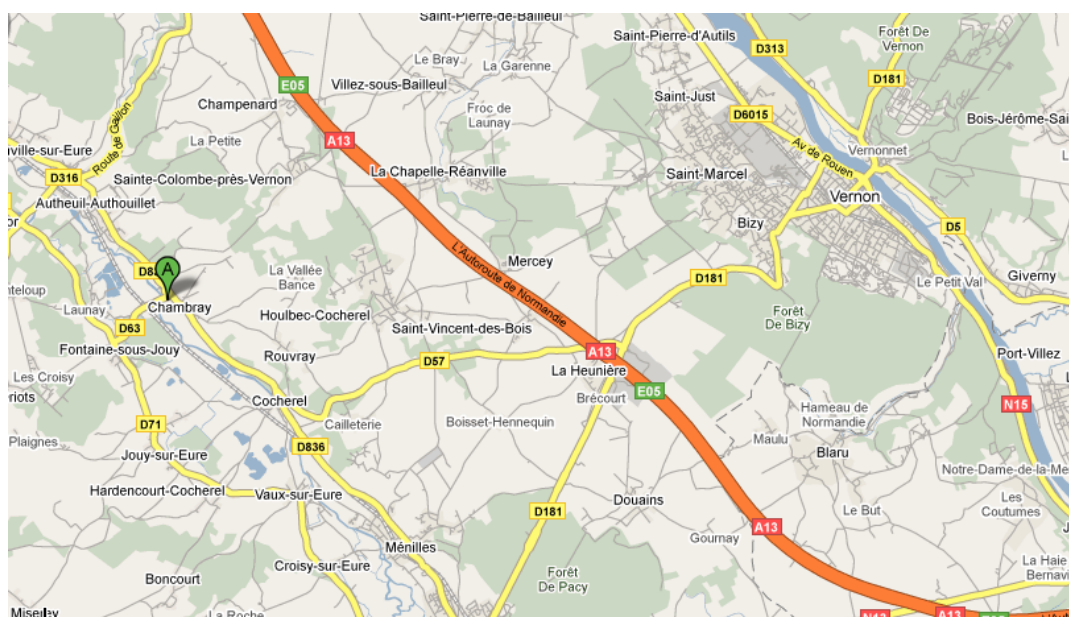 Saint-Pierre-de-Bailleul
Saint-Pierre-d'Autils
D313
Forêt De
Vernon
Le Bray
La Garenne
E05
Villez-sous-Bailleul
D181
Champenard
Saint-Just
Froc de
Launay
D6015
Bois-Jérôme-Sai
Route de Gaillon
La Petite
A13
Av de Rouen
Vernonnet
nville-sur-Eure
D316
Sainte-Colombe-près-Vernon
La Chapelle-Réanville
Saint-Marcel
Vernon
Autheuil-Authouillet
or
Bizy
D5
L'Autoroute de Normandie
Mercey
A
La Vallée
Bance
D181
Le Petit Val
Giverny
nteloup
Launay
Chambray
Houlbec-Cocherel
Saint-Vincent-des-Bois
Forêt
De Bizy
D63
Fontaine-sous-Jouy
Rouvray
D57
A13
La Heunière
Port-Villez
Les Croisy
E05
Brécourt
Cocherel
N15
Cailleterie
Boisset-Hennequin
Hameau de
Normandie
D71
Plaignes
D836
Maulu
Blaru
Jouy-sur-Eure
Notre-Dame-de-la-Me
Hardencourt-Cocherel
Vaux-sur-Eure
Douains
D181
Le But
Les
Coutumes
A13
Gournay
Ménilles
Croisy-sur-Eure
La Haie
Bernavi
Boncourt
Forêt
De Pacy
La Roche
A13